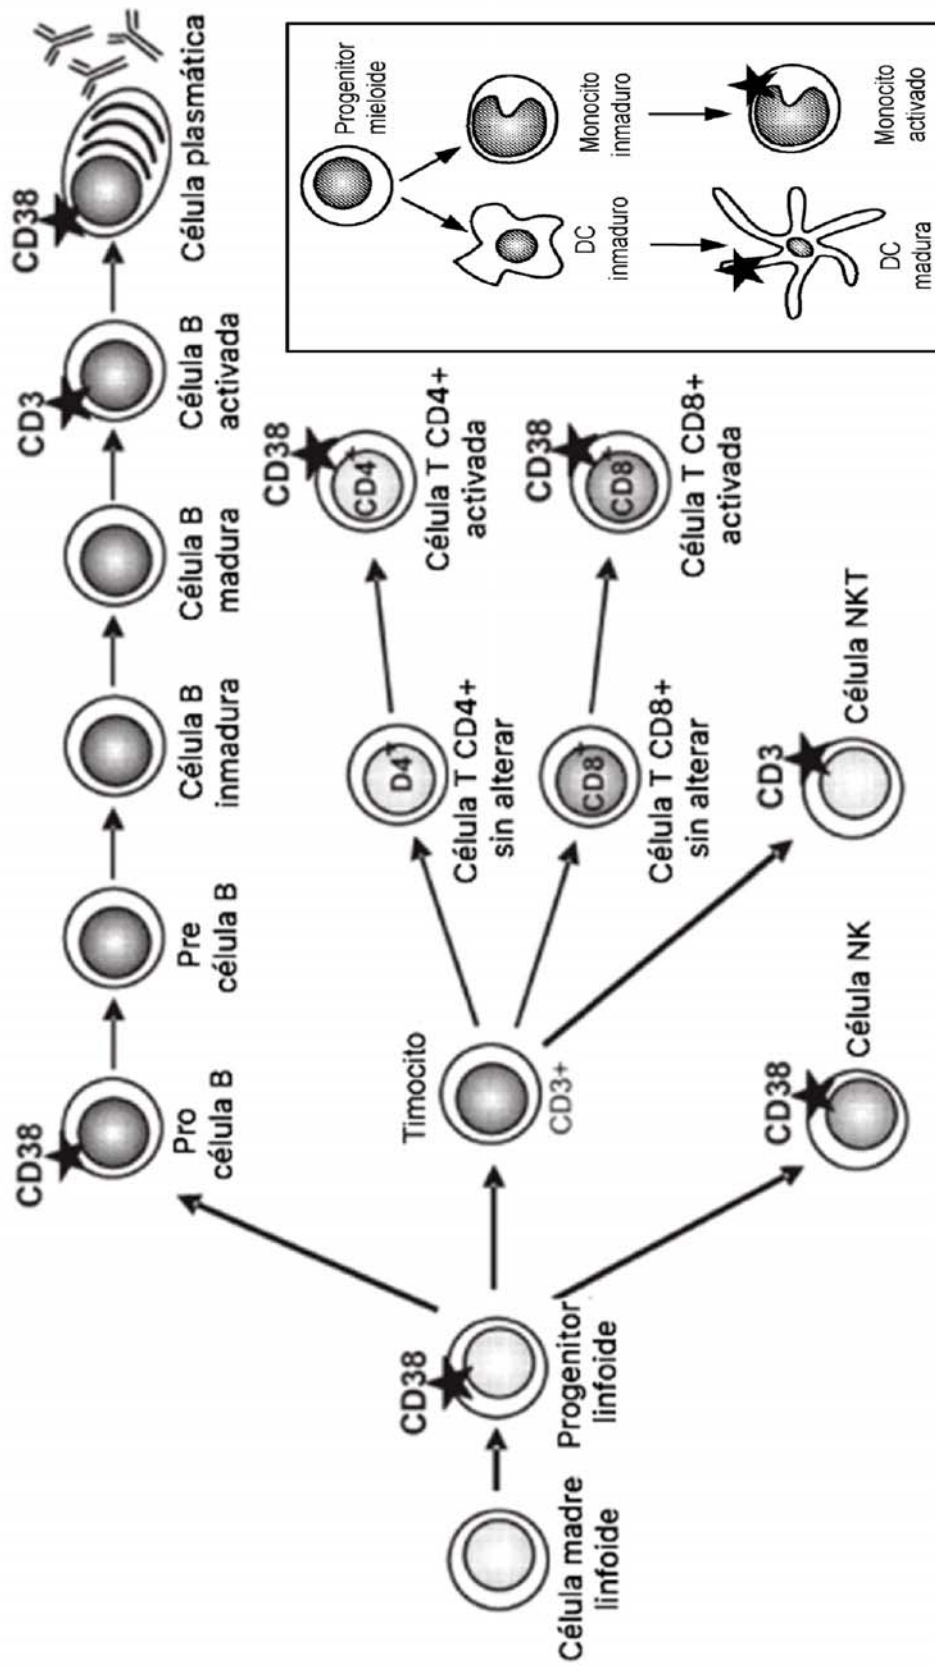 CD38
Pro
célula B
Pre
célula B
Célula B
inmadura
Célula B
madura
CD3
Célula B
activada
CD38
Célula plasmática
Célula madre
linfoide
CD38
Progenitor
linfoide
Timocito
CD3+
D4+
Célula T CD4+
sin alterar
CD38
CD4+
Célula T CD4+
activada
CD8+
Célula T CD8+
sin alterar
CD38
CD8+
Célula T CD8+
activada
CD38
Célula NK
CD3
Célula NKT
Progenitor
mieloide
DC
inmaduro
Monocito
inmaduro
DC
madura
Monocito
activado